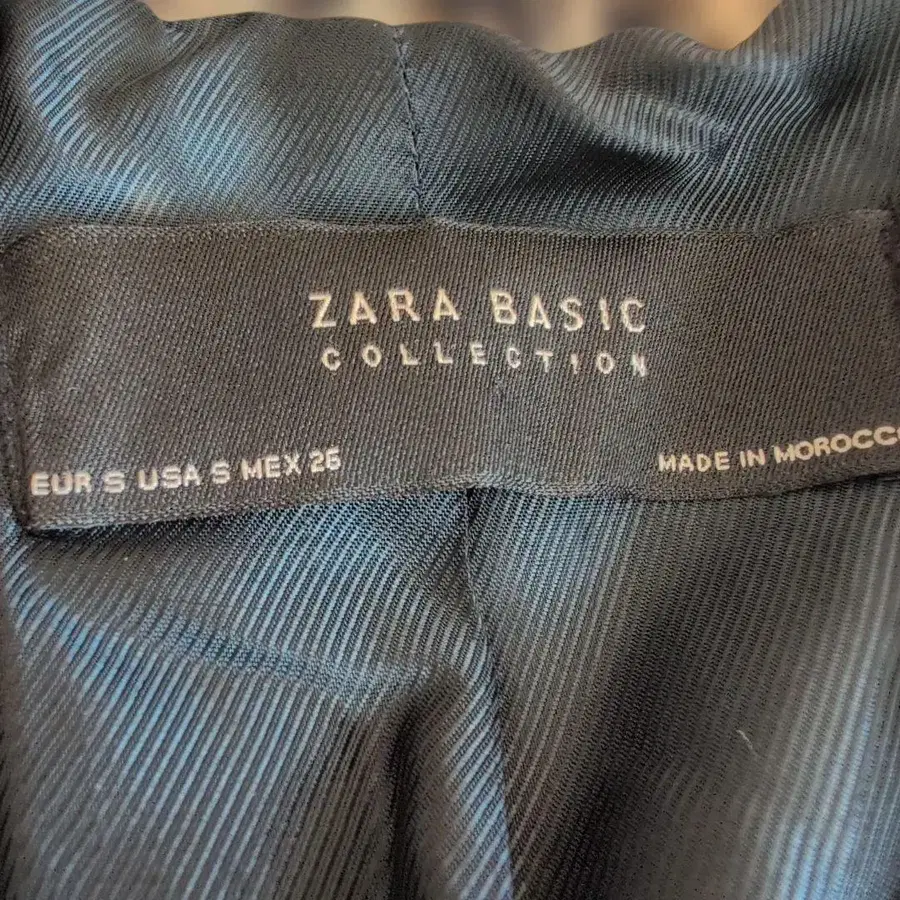 ZARA BASIC
COLLECTION
EUR S USA S MEX 26
MADE IN MOROCCO